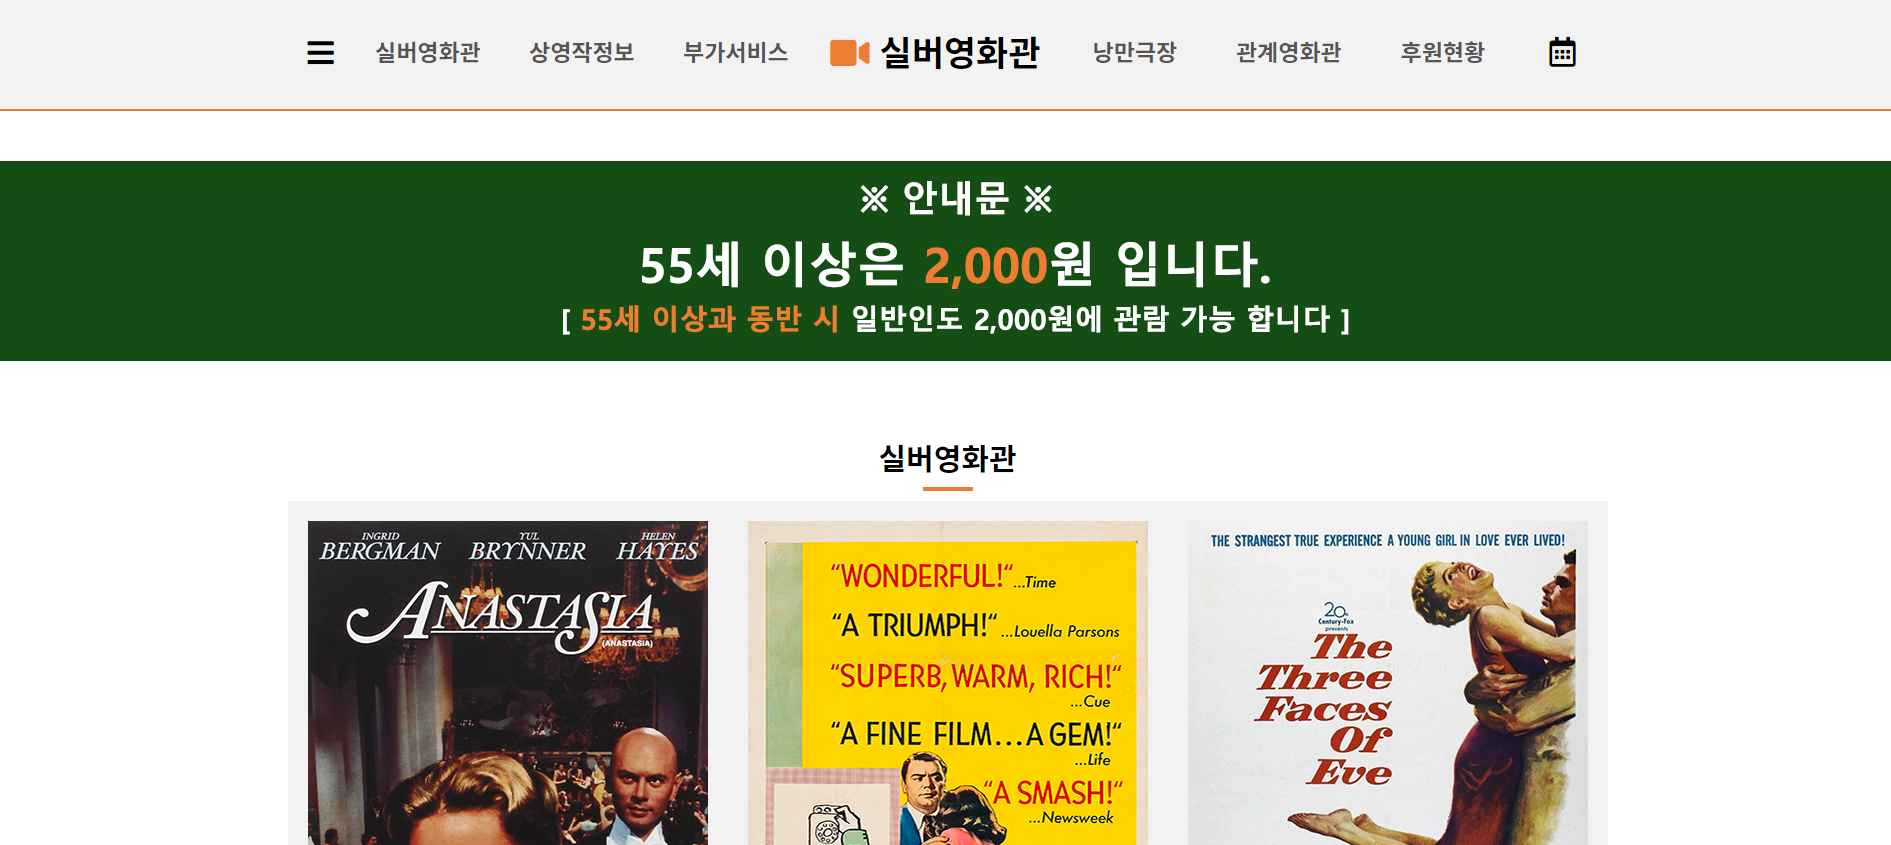 실버영화관 상영작정보 부가서비스 실버영화관 낭만극장 관계영화관 후원현황
※ 안내문 ※
55세 이상은 2,000원 입니다.
[ 55세 이상과 동반 시 일반인도 2,000원에 관람 가능 합니다 ]
실버영화관
INGRID BERGMAN YUL BRYNNER HELEN HAYES
ANASTASIA
(ANASTASIA)
“WONDERFUL!“...Time
“A TRIUMPH!“...Louella Parsons
“SUPERB, WARM, RICH!“
...Cue
“A FINE FILM...A GEM!“
...Life
“A SMASH!“
...Newsweek
THE STRANGEST TRUE EXPERIENCE A YOUNG GIRL IN LOVE EVER LIVED!
20
Century-Fox
presents
The
Three
Faces
Of
Eve